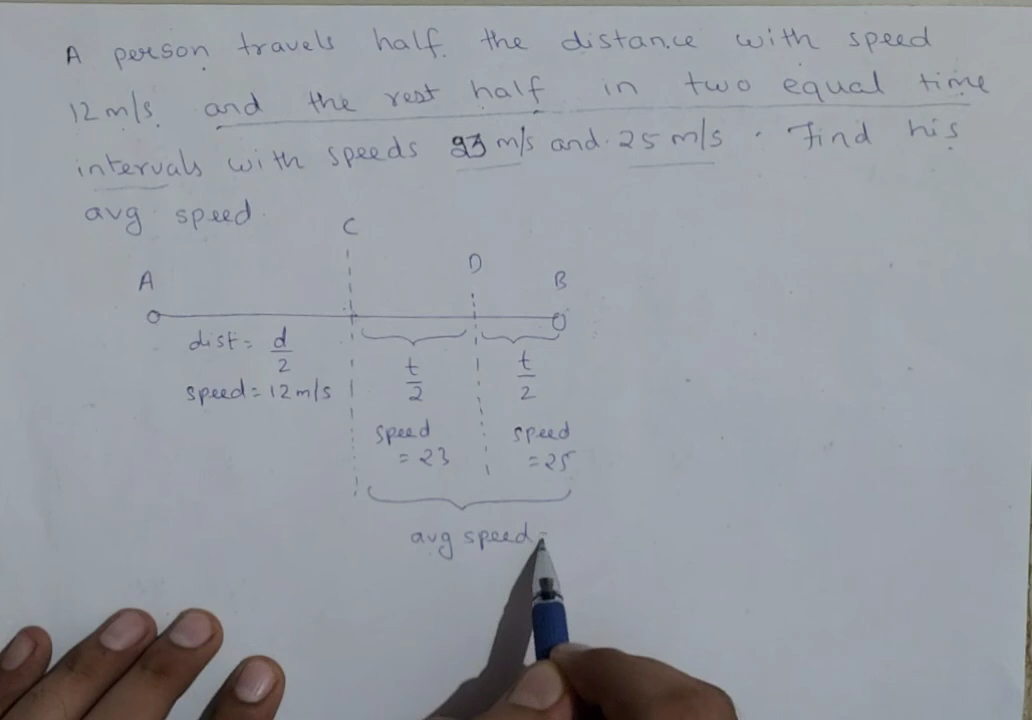 A person travels half the distance with speed
12 m/s and the rest half in two equal time
intervals with speeds 23 m/s and 25 m/s . Find his
avg speed.
C
D
A
B
dist = d/2
speed = 12 m/s
t/2
t/2
speed
= 23
speed
= 25
avg speed =